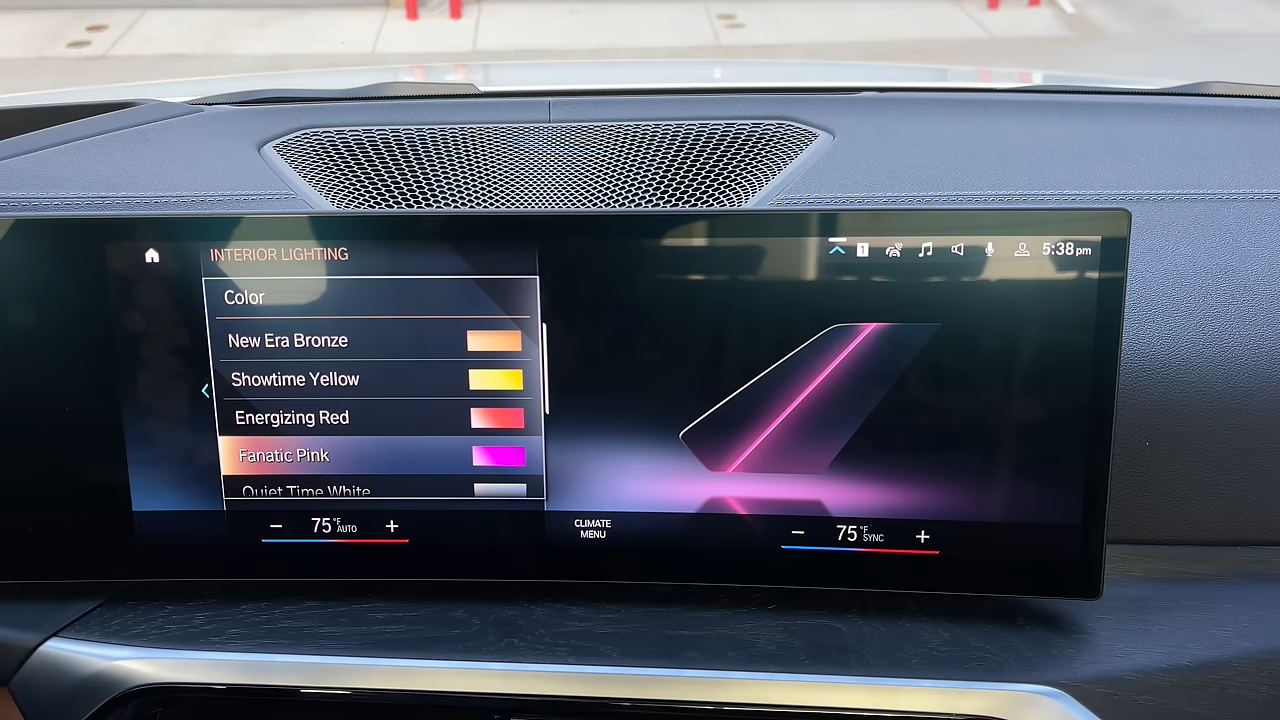 INTERIOR LIGHTING
1
5:38 pm
Color
New Era Bronze
Showtime Yellow
Energizing Red
Fanatic Pink
Quiet Time White
− 75 °F AUTO +
CLIMATE
MENU
− 75 °F SYNC +